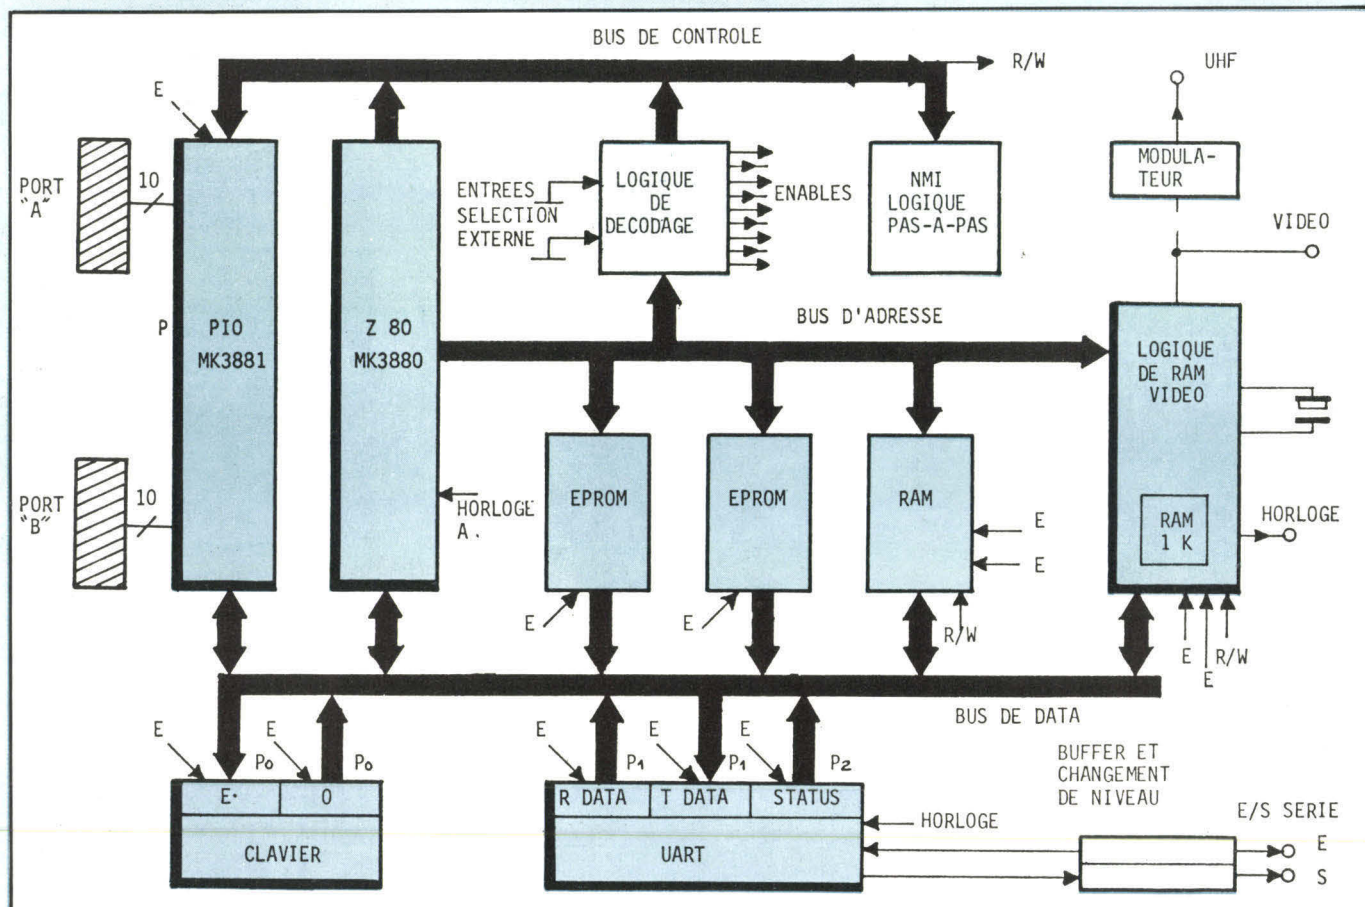 BUS DE CONTROLE
R/W
UHF
E
PORT
"A"
10
ENTREES
SELECTION
EXTERNE
LOGIQUE
DE
DECODAGE
ENABLES
NMI
LOGIQUE
PAS-A-PAS
MODULA-
TEUR
VIDEO
P
PIO
MK3881
Z 80
MK3880
BUS D'ADRESSE
LOGIQUE
DE RAM
VIDEO
PORT
"B"
10
HORLOGE
A.
EPROM
EPROM
RAM
E
E
RAM
1 K
HORLOGE
E
E
R/W
E
E
R/W
BUS DE DATA
E
P0
E
P0
E
P1
E
P1
E
P2
E·
O
CLAVIER
R DATA
T DATA
STATUS
UART
HORLOGE
BUFFER ET
CHANGEMENT
DE NIVEAU
E/S SERIE
E
S